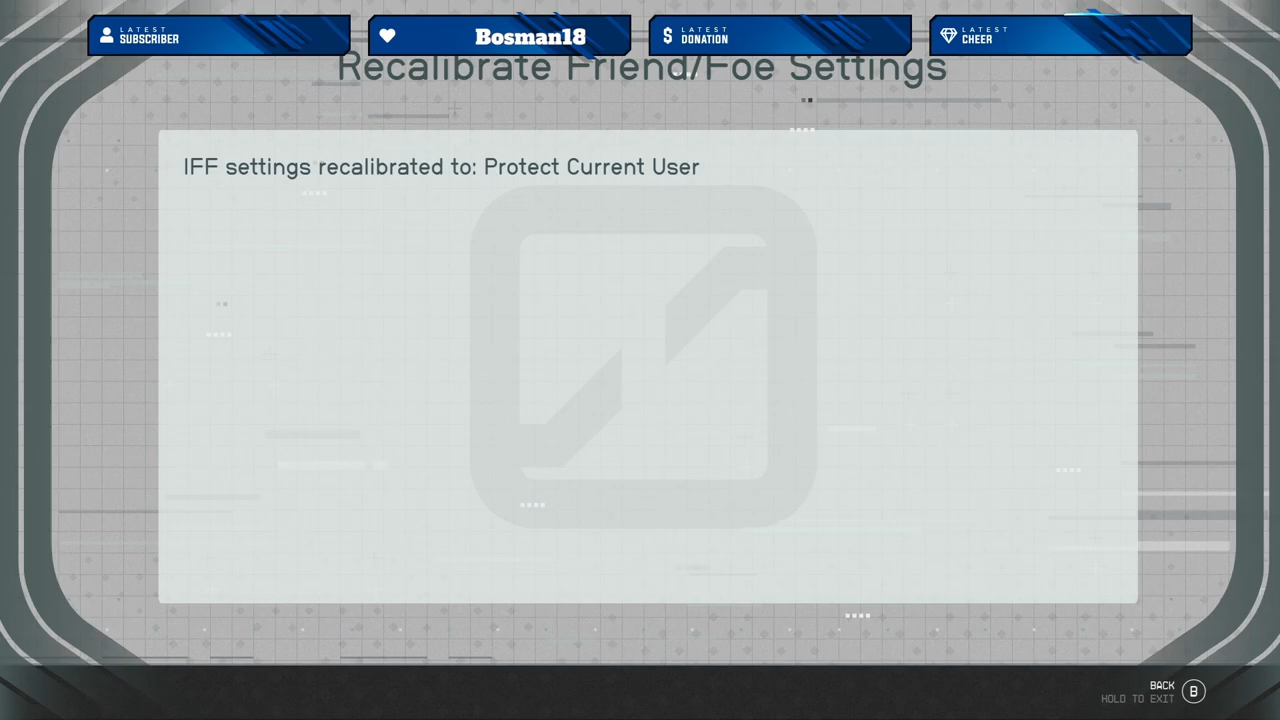 LATEST
SUBSCRIBER
Bosman18
LATEST
DONATION
LATEST
CHEER
Recalibrate Friend/Foe Settings
IFF settings recalibrated to: Protect Current User
BACK
HOLD TO EXIT
B